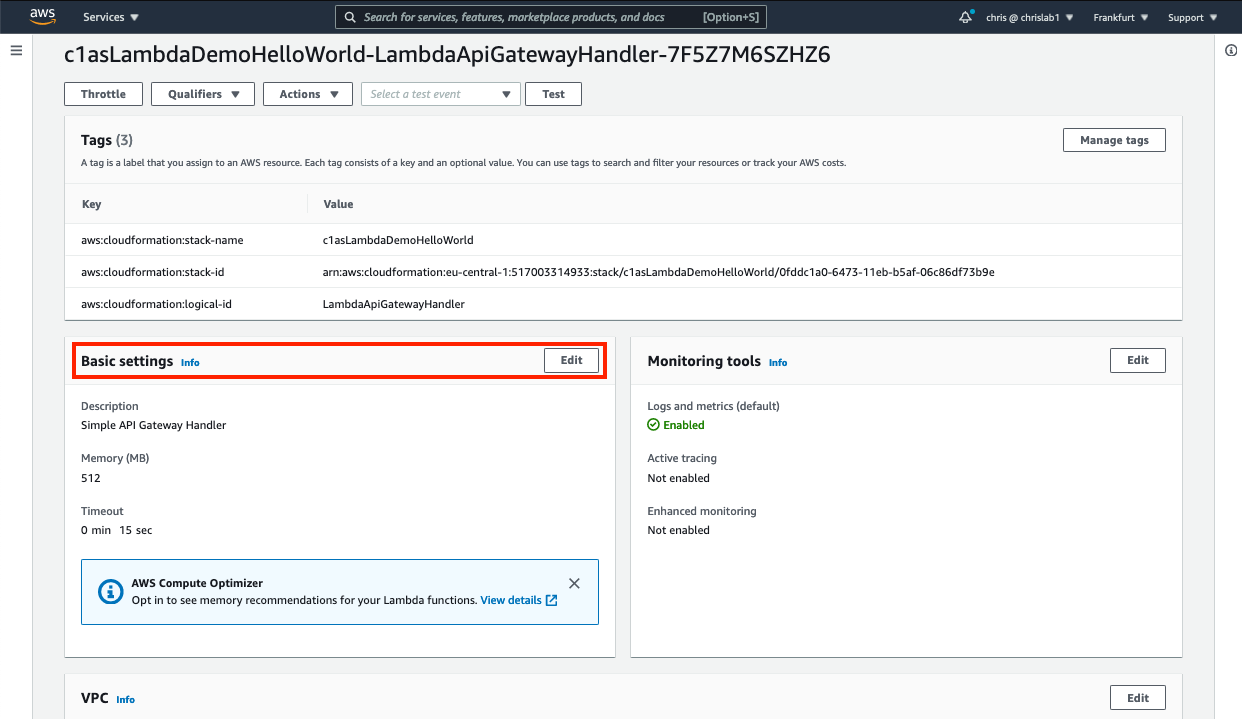 aws Services Search for services, features, marketplace products, and docs [Option+S] chris @ chrislab1 Frankfurt Support
c1asLambdaDemoHelloWorld-LambdaApiGatewayHandler-7F5Z7M6SZHZ6
Throttle Qualifiers Actions Select a test event Test
Tags (3) Manage tags
A tag is a label that you assign to an AWS resource. Each tag consists of a key and an optional value. You can use tags to search and filter your resources or track your AWS costs.
Key Value
aws:cloudformation:stack-name c1asLambdaDemoHelloWorld
aws:cloudformation:stack-id arn:aws:cloudformation:eu-central-1:517003314933:stack/c1asLambdaDemoHelloWorld/0fddc1a0-6473-11eb-b5af-06c86df73b9e
aws:cloudformation:logical-id LambdaApiGatewayHandler
Basic settings Info Edit
Description
Simple API Gateway Handler
Memory (MB)
512
Timeout
0 min 15 sec
AWS Compute Optimizer
Opt in to see memory recommendations for your Lambda functions. View details
Monitoring tools Info Edit
Logs and metrics (default)
Enabled
Active tracing
Not enabled
Enhanced monitoring
Not enabled
VPC Info Edit